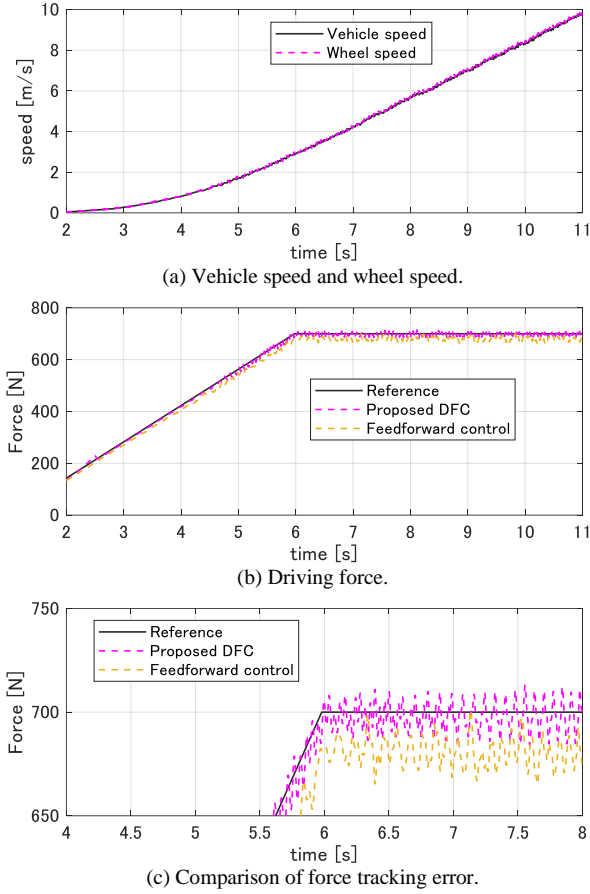 10
8
6
4
2
0
speed [m/s]
Vehicle speed
Wheel speed
2 3 4 5 6 7 8 9 10 11
time [s]
(a) Vehicle speed and wheel speed.
800
600
400
200
0
Force [N]
Reference
Proposed DFC
Feedforward control
2 3 4 5 6 7 8 9 10 11
time [s]
(b) Driving force.
750
700
650
Force [N]
Reference
Proposed DFC
Feedforward control
4 4.5 5 5.5 6 6.5 7 7.5 8
time [s]
(c) Comparison of force tracking error.